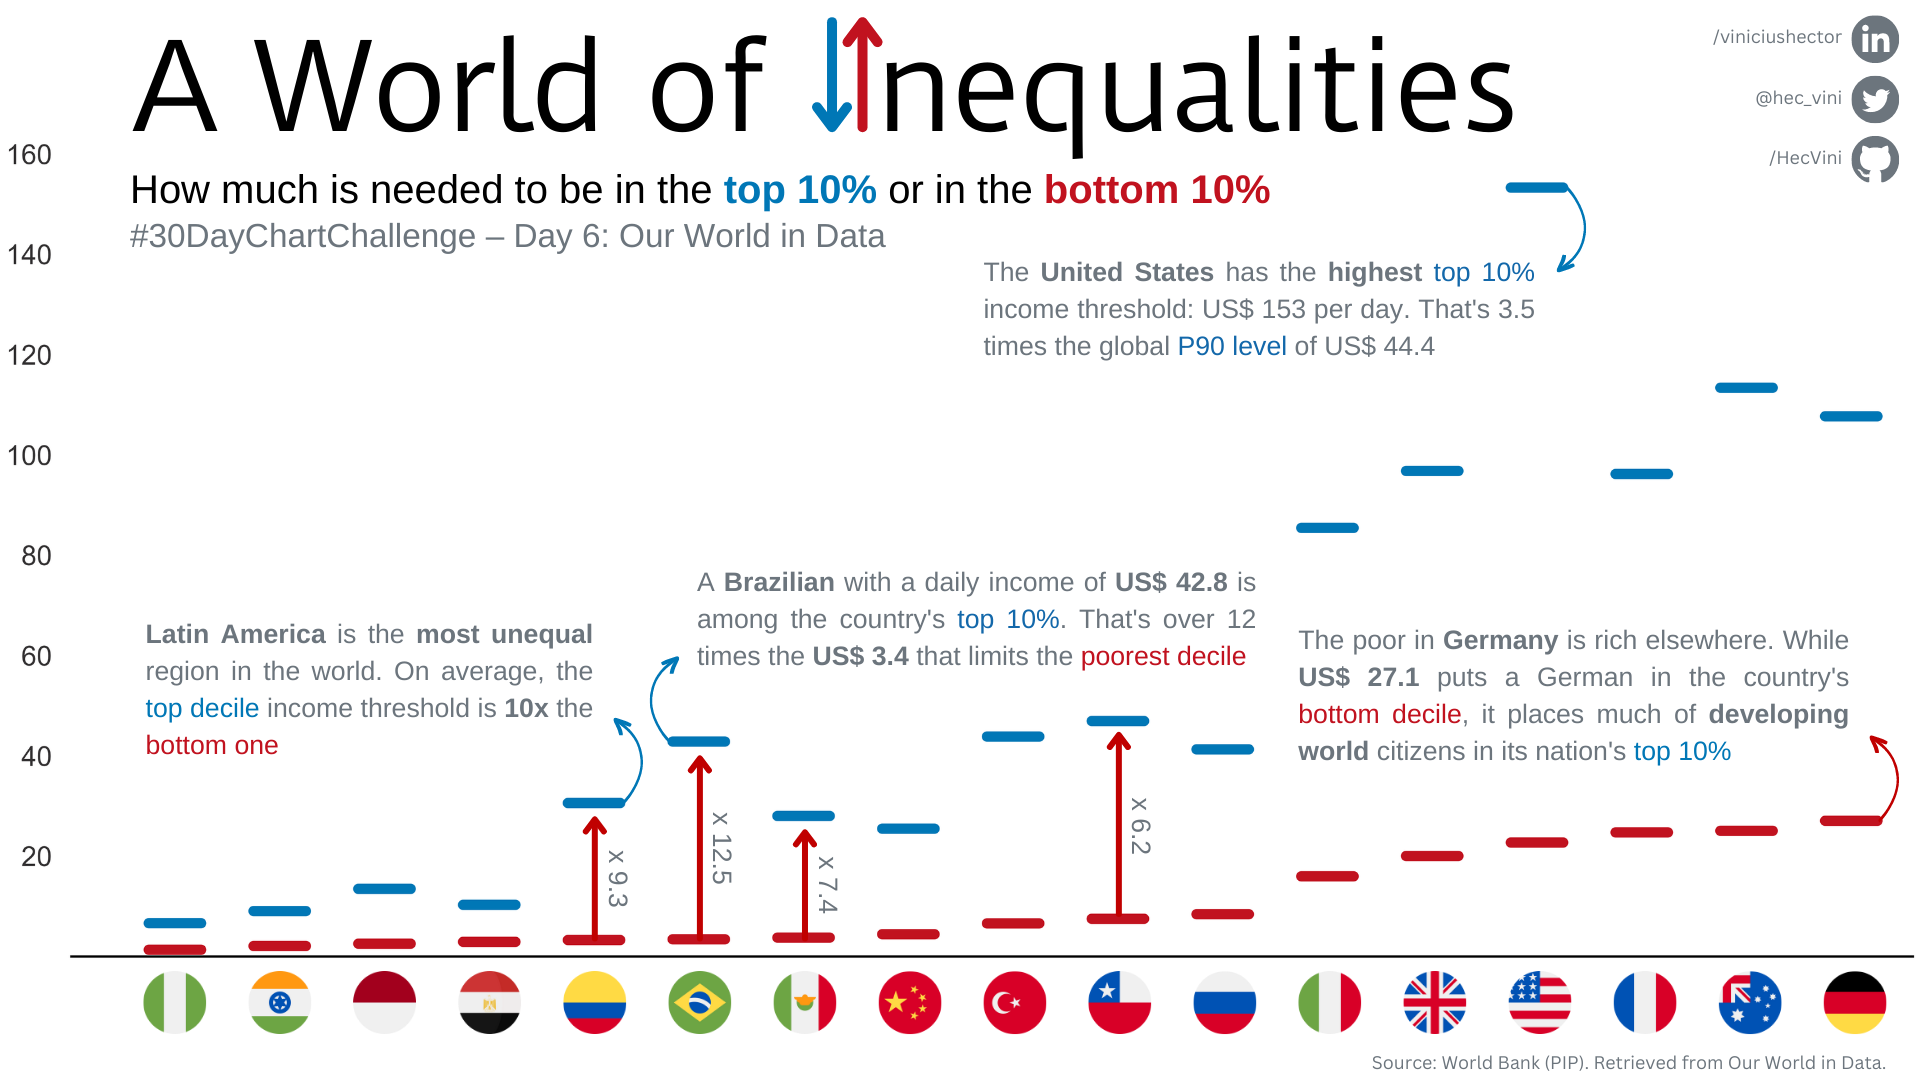 A World of nequalities
/viniciushector
@hec_vini
/HecVini
How much is needed to be in the top 10% or in the bottom 10%
#30DayChartChallenge – Day 6: Our World in Data
160
140
120
100
80
60
40
20
The United States has the highest top 10%
income threshold: US$ 153 per day. That's 3.5
times the global P90 level of US$ 44.4
A Brazilian with a daily income of US$ 42.8 is
among the country's top 10%. That's over 12
times the US$ 3.4 that limits the poorest decile
Latin America is the most unequal
region in the world. On average, the
top decile income threshold is 10x the
bottom one
The poor in Germany is rich elsewhere. While
US$ 27.1 puts a German in the country's
bottom decile, it places much of developing
world citizens in its nation's top 10%
x 9.3
x 12.5
x 7.4
x 6.2
Source: World Bank (PIP). Retrieved from Our World in Data.